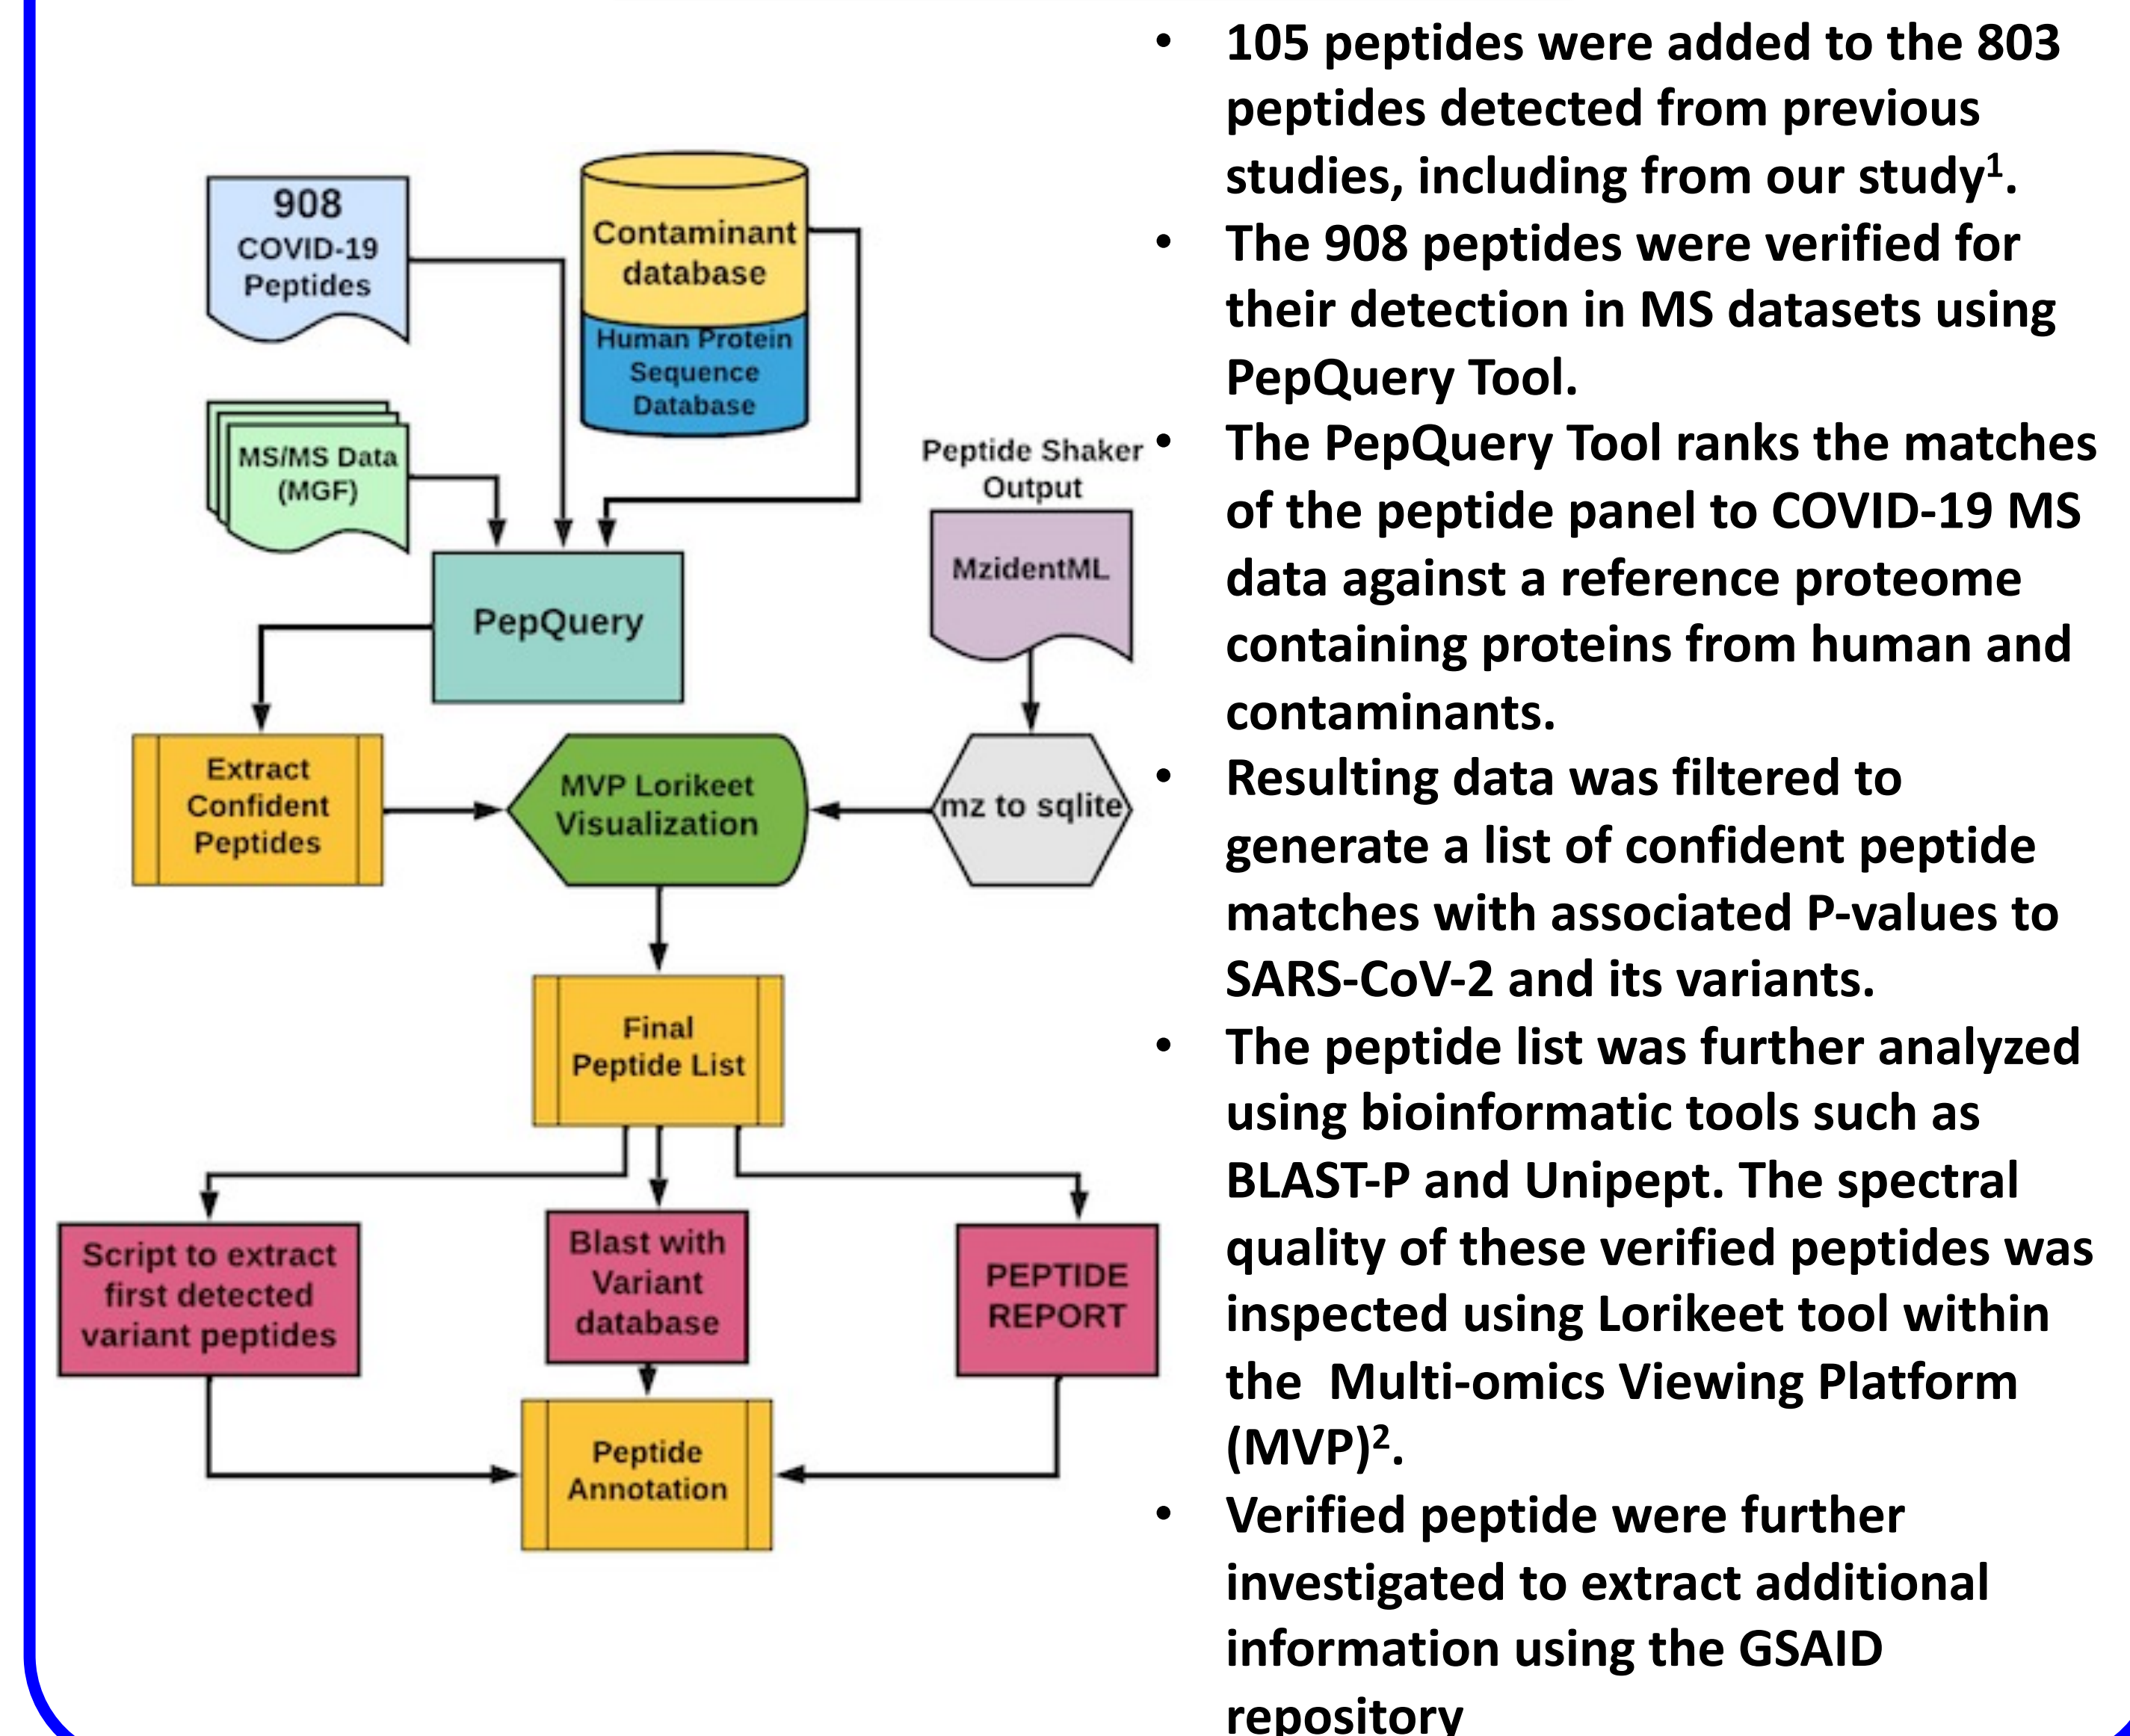 908
COVID-19
Peptides
Contaminant
database
Human Protein
Sequence
Database
MS/MS Data
(MGF)
Peptide Shaker
Output
MzidentML
PepQuery
Extract
Confident
Peptides
MVP Lorikeet
Visualization
mz to sqlite
Final
Peptide List
Script to extract
first detected
variant peptides
Blast with
Variant
database
PEPTIDE
REPORT
Peptide
Annotation
• 105 peptides were added to the 803
peptides detected from previous
studies, including from our study¹.
• The 908 peptides were verified for
their detection in MS datasets using
PepQuery Tool.
• The PepQuery Tool ranks the matches
of the peptide panel to COVID-19 MS
data against a reference proteome
containing proteins from human and
contaminants.
• Resulting data was filtered to
generate a list of confident peptide
matches with associated P-values to
SARS-CoV-2 and its variants.
• The peptide list was further analyzed
using bioinformatic tools such as
BLAST-P and Unipept. The spectral
quality of these verified peptides was
inspected using Lorikeet tool within
the  Multi-omics Viewing Platform
(MVP)².
• Verified peptide were further
investigated to extract additional
information using the GSAID
repository